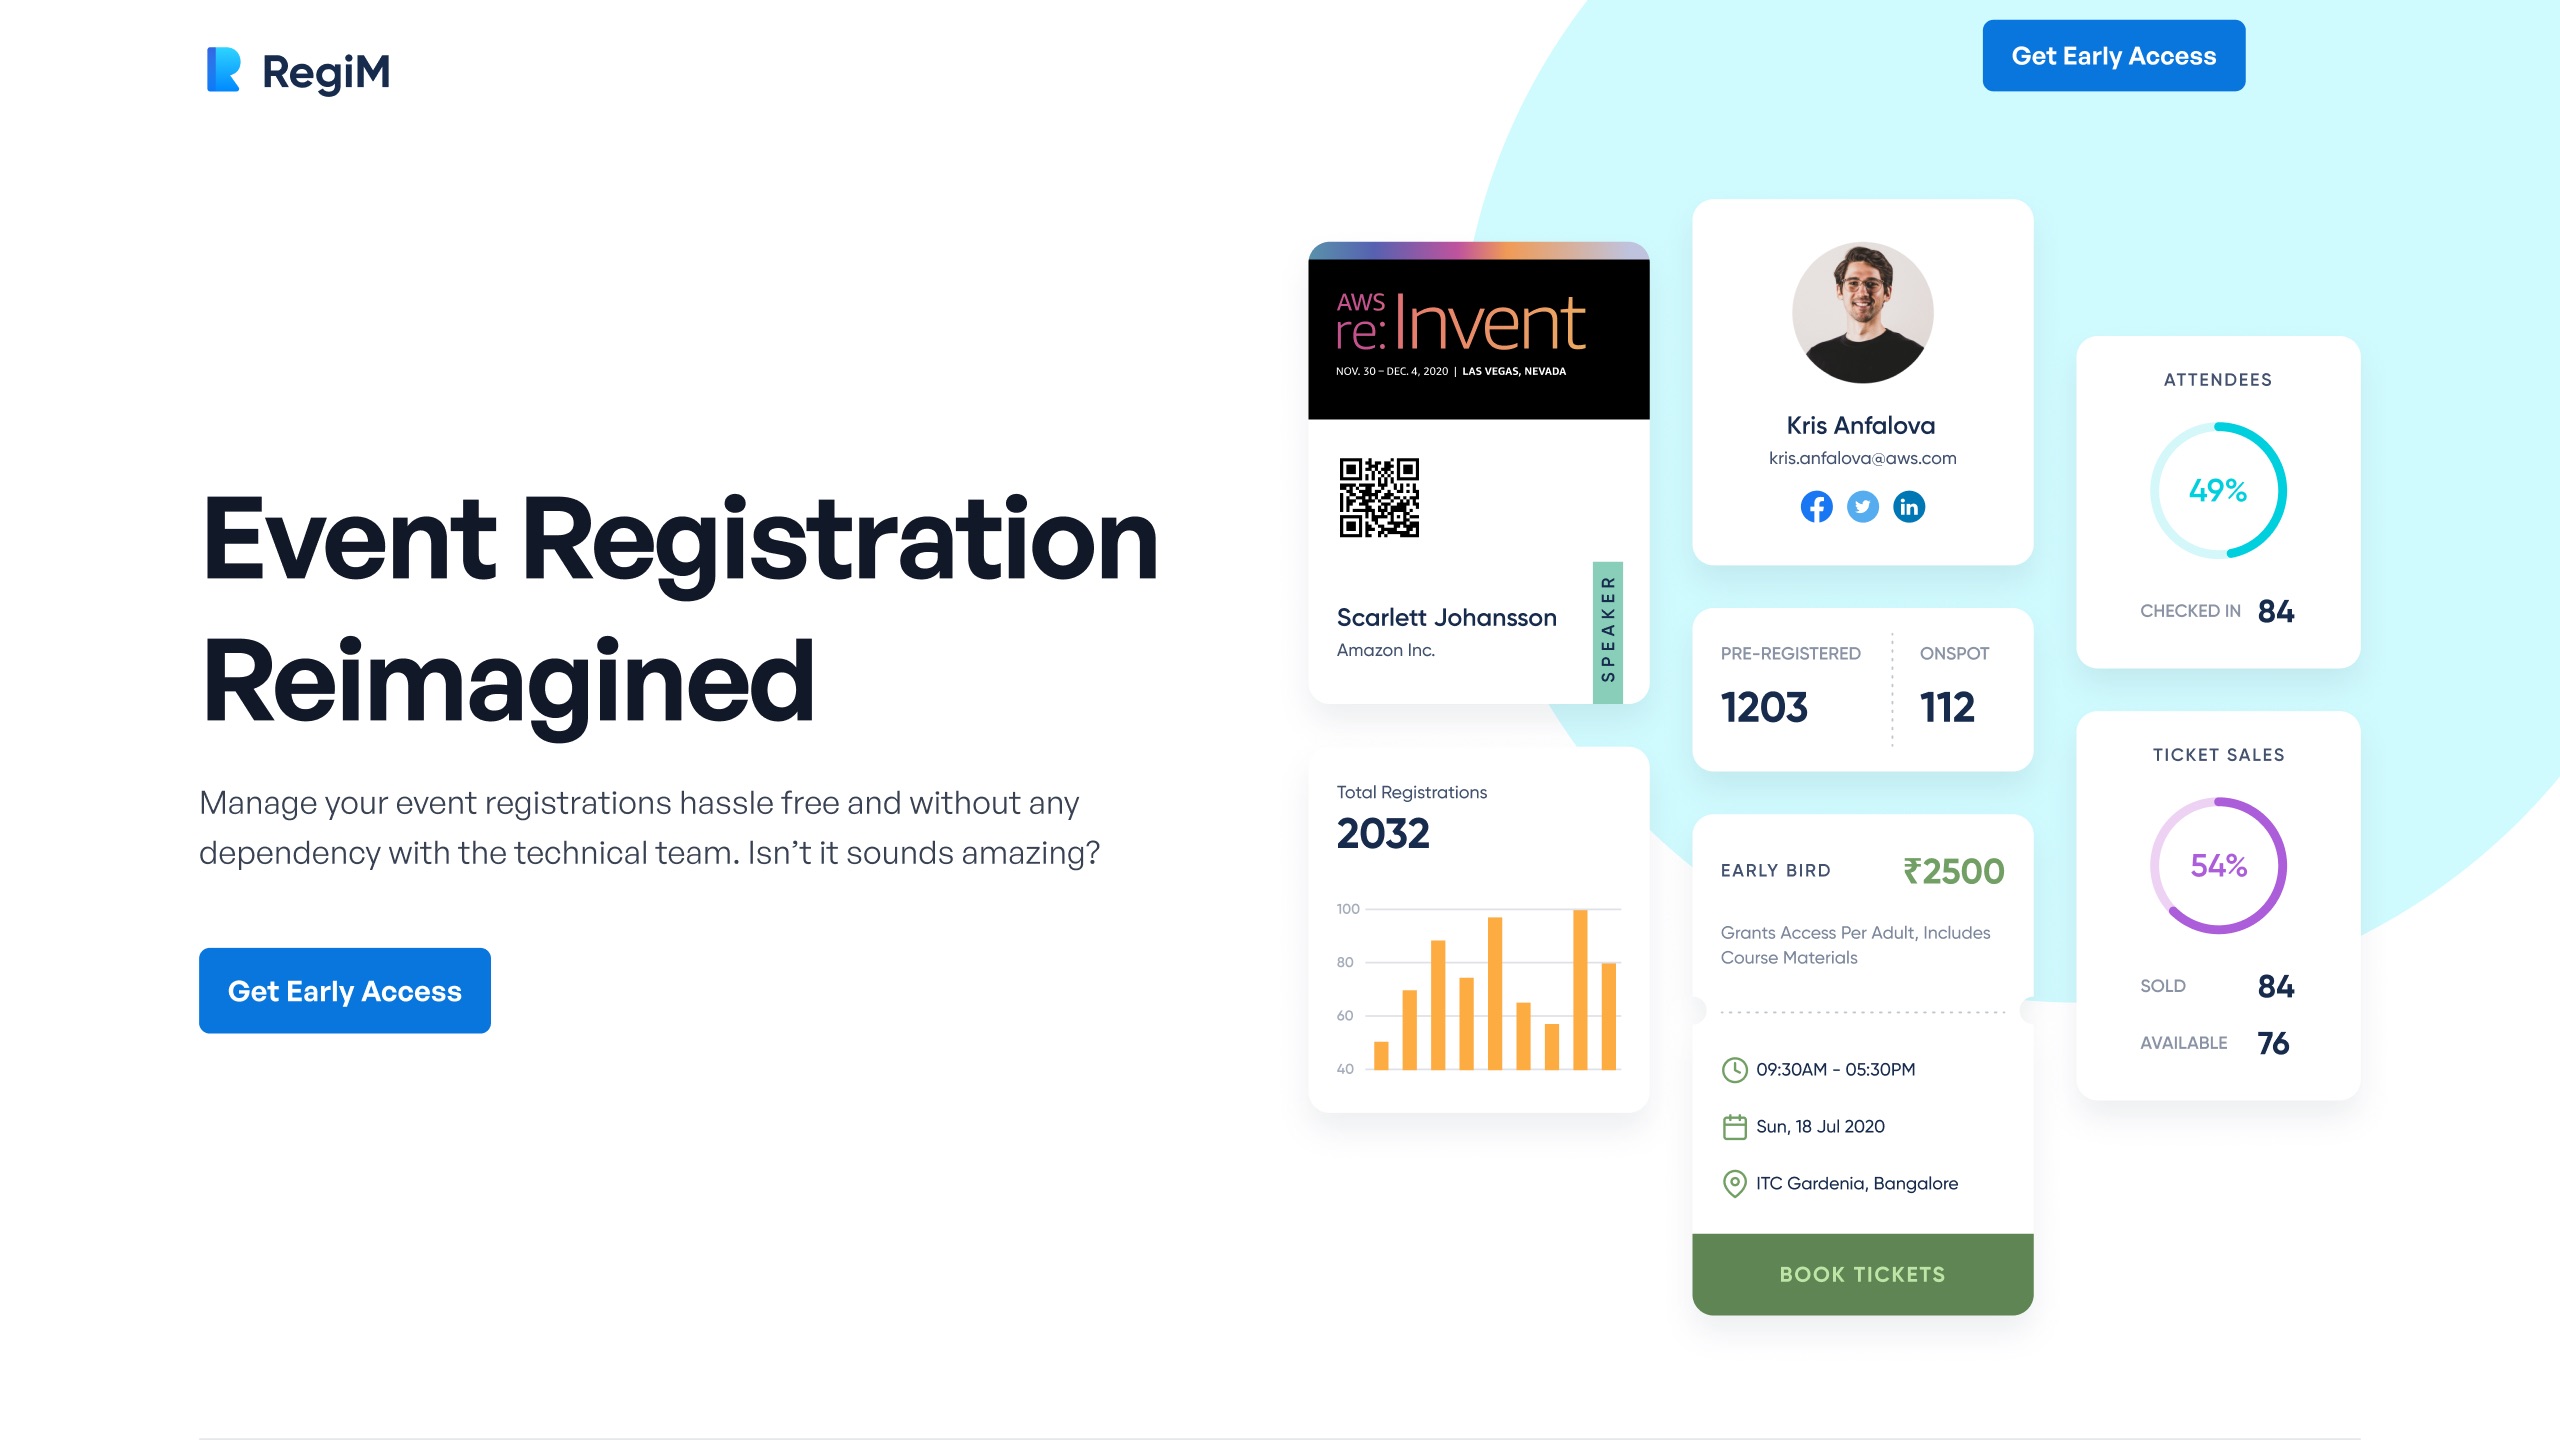 RegiM
Get Early Access
Event Registration
Reimagined
Manage your event registrations hassle free and without any
dependency with the technical team. Isn’t it sounds amazing?
Get Early Access
AWS
re:Invent
NOV. 30 – DEC. 4, 2020 | LAS VEGAS, NEVADA
Scarlett Johansson
Amazon Inc.
SPEAKER
Total Registrations
2032
100
80
60
40
Kris Anfalova
kris.anfalova@aws.com
PRE-REGISTERED
1203
ONSPOT
112
EARLY BIRD
₹2500
Grants Access Per Adult, Includes
Course Materials
09:30AM - 05:30PM
Sun, 18 Jul 2020
ITC Gardenia, Bangalore
BOOK TICKETS
ATTENDEES
49%
CHECKED IN 84
TICKET SALES
54%
SOLD 84
AVAILABLE 76